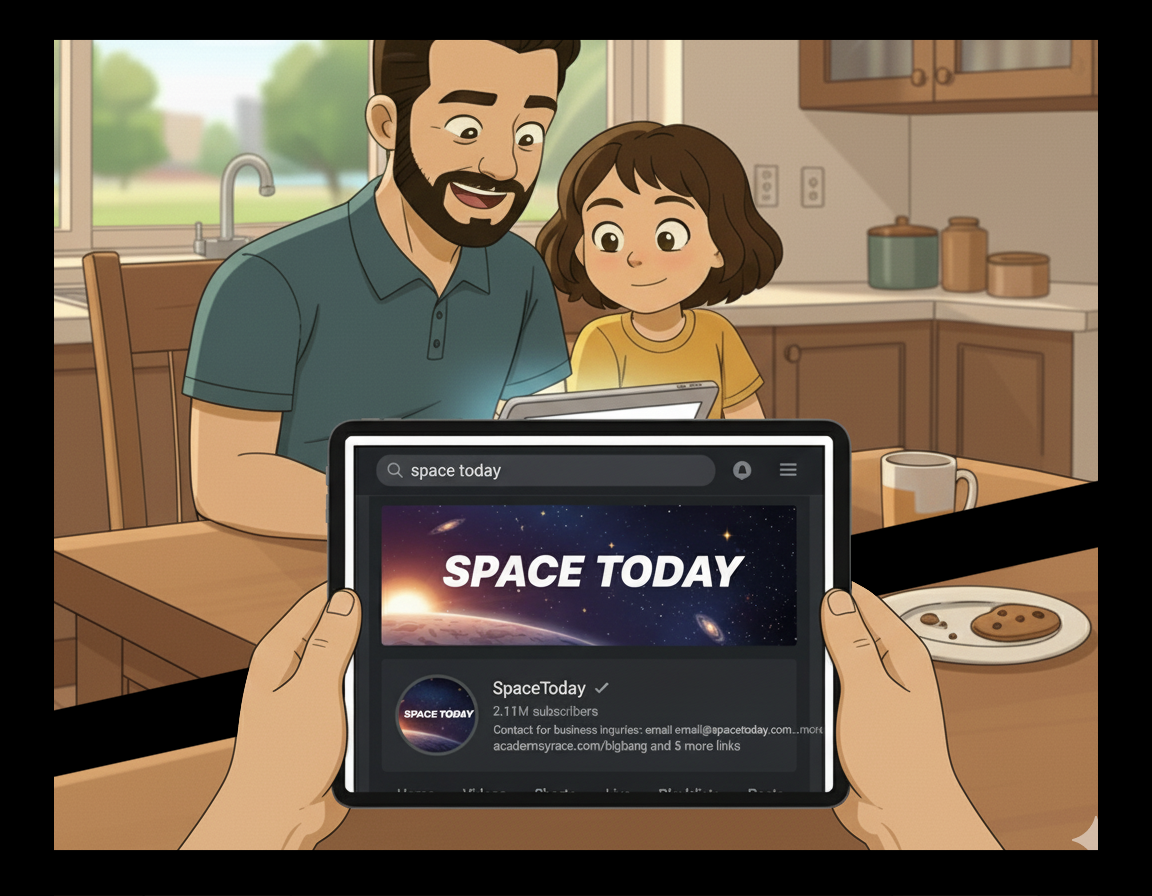 space today
SPACE TODAY
SpaceToday
SPACE TODAY
2.11M subscribers
Contact for business inguries: email email@spacetoday.com...more
academsyrace.com/bigbang and 5 more links